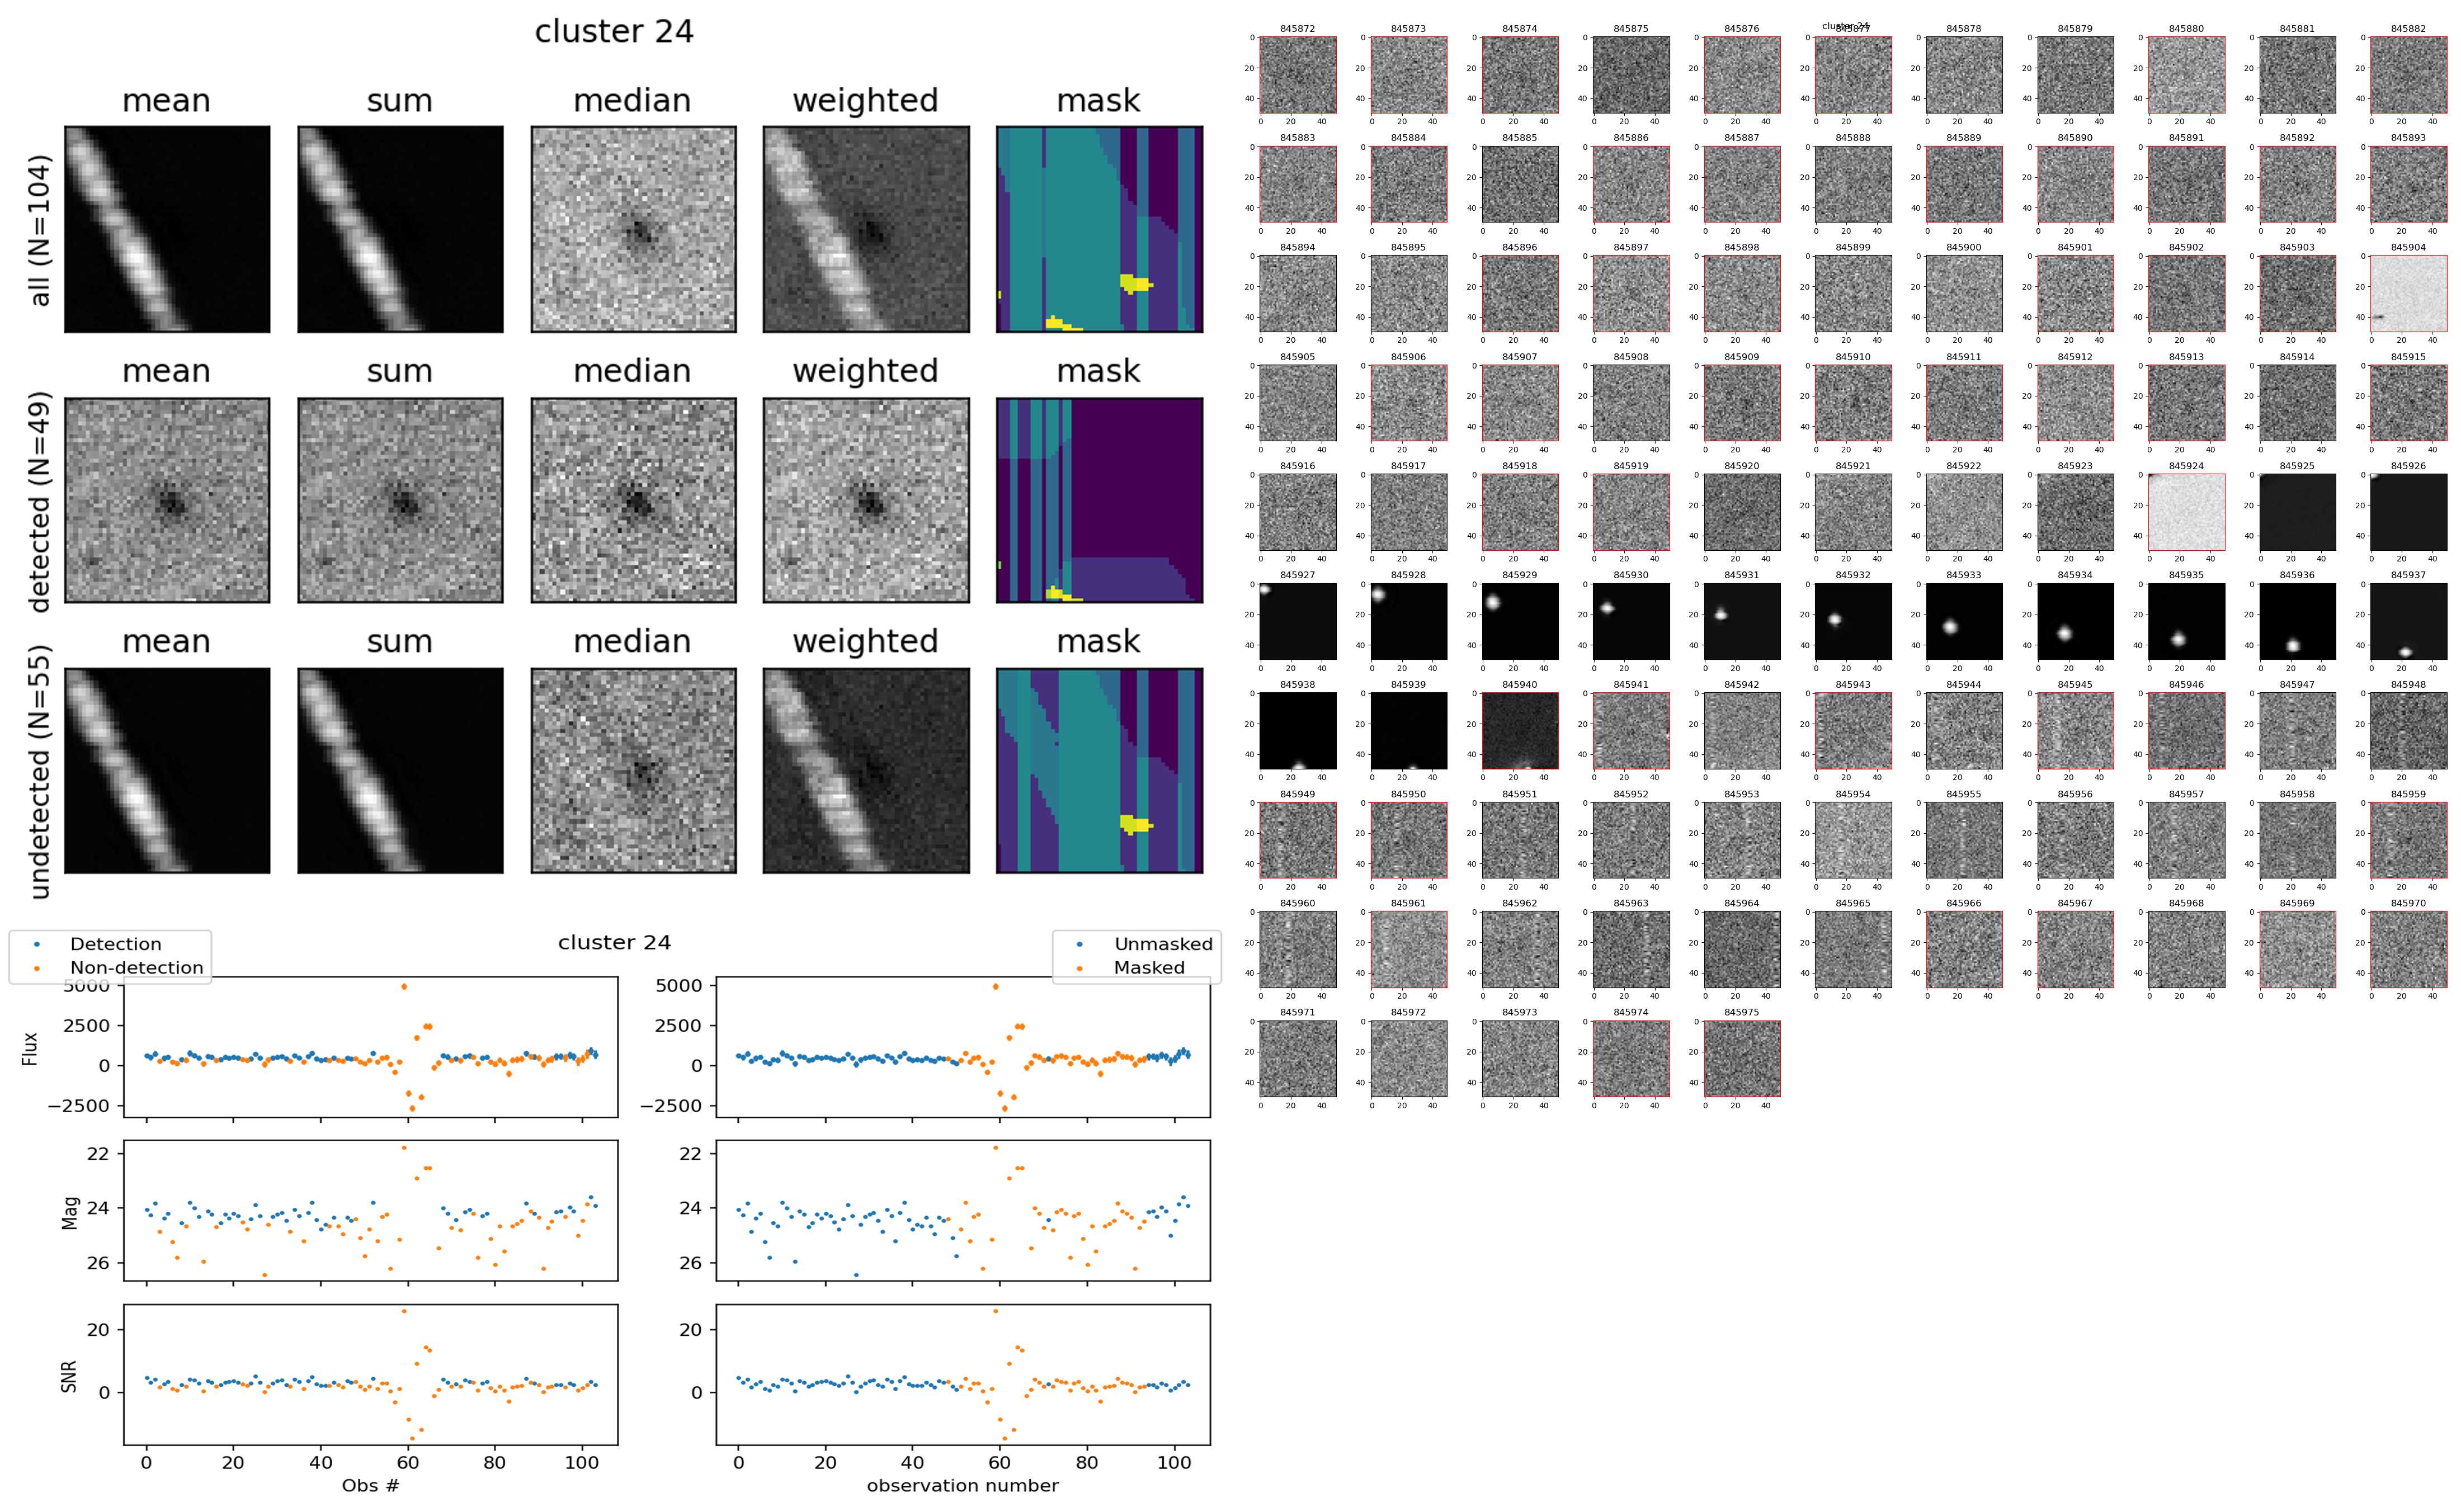 cluster 24
mean sum median weighted mask
all (N=104)
mean sum median weighted mask
detected (N=49)
mean sum median weighted mask
undetected (N=55)
cluster 24
Detection
Non-detection
Unmasked
Masked
Flux
5000
2500
0
−2500
5000
2500
0
−2500
Mag
22
24
26
22
24
26
SNR
20
0
20
0
0 20 40 60 80 100
Obs #
0 20 40 60 80 100
observation number
cluster 24
845872 845873 845874 845875 845876 845877 845878 845879 845880 845881 845882
845883 845884 845885 845886 845887 845888 845889 845890 845891 845892 845893
845894 845895 845896 845897 845898 845899 845900 845901 845902 845903 845904
845905 845906 845907 845908 845909 845910 845911 845912 845913 845914 845915
845916 845917 845918 845919 845920 845921 845922 845923 845924 845925 845926
845927 845928 845929 845930 845931 845932 845933 845934 845935 845936 845937
845938 845939 845940 845941 845942 845943 845944 845945 845946 845947 845948
845949 845950 845951 845952 845953 845954 845955 845956 845957 845958 845959
845960 845961 845962 845963 845964 845965 845966 845967 845968 845969 845970
845971 845972 845973 845974 845975
0
20
40
0 20 40